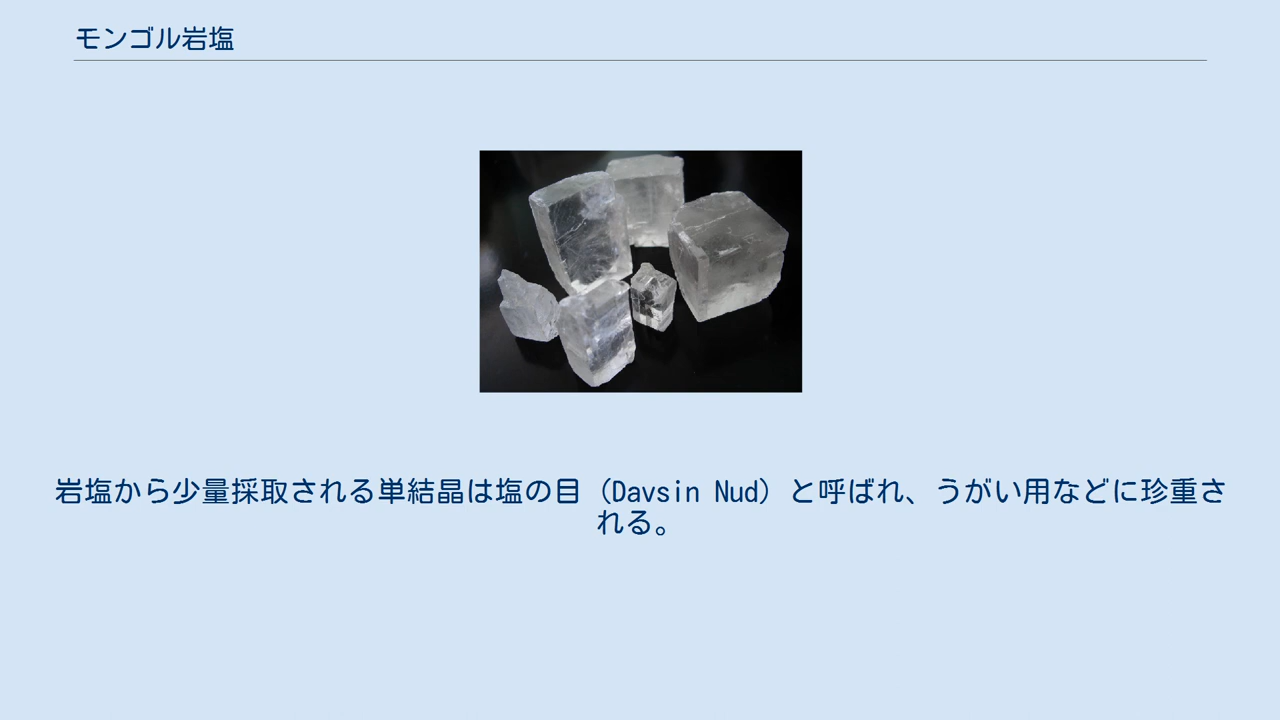 モンゴル岩塩
岩塩から少量採取される単結晶は塩の目（Davsin Nud）と呼ばれ、うがい用などに珍重さ
れる。